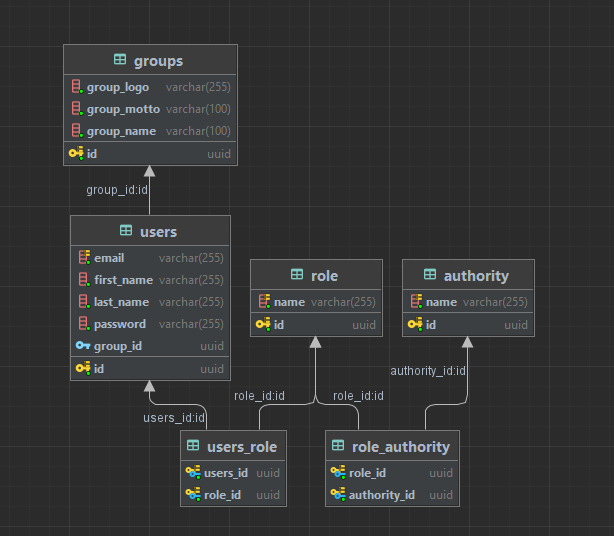 groups
group_logo varchar(255)
group_motto varchar(100)
group_name varchar(100)
id uuid
group_id:id
users
email varchar(255)
first_name varchar(255)
last_name varchar(255)
password varchar(255)
group_id uuid
id uuid
role
name varchar(255)
id uuid
authority
name varchar(255)
id uuid
authority_id:id
role_id:id
role_id:id
users_id:id
users_role
users_id uuid
role_id uuid
role_authority
role_id uuid
authority_id uuid